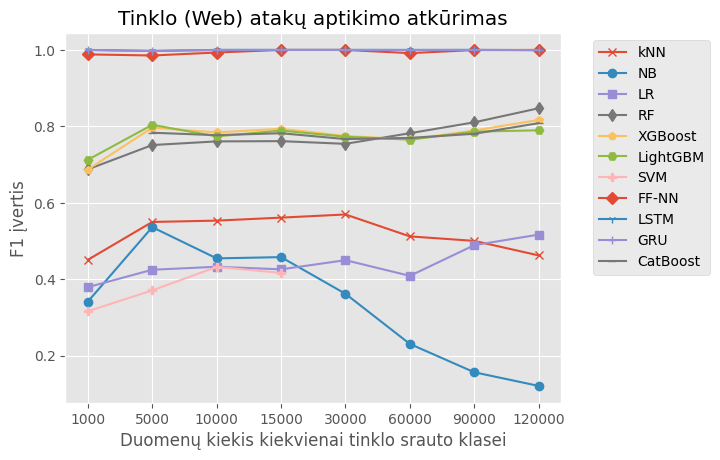 Tinklo (Web) atakų aptikimo atkūrimas
F1 įvertis
1.0
0.8
0.6
0.4
0.2
1000 5000 10000 15000 30000 60000 90000 120000
Duomenų kiekis kiekvienai tinklo srauto klasei
kNN
NB
LR
RF
XGBoost
LightGBM
SVM
FF-NN
LSTM
GRU
CatBoost